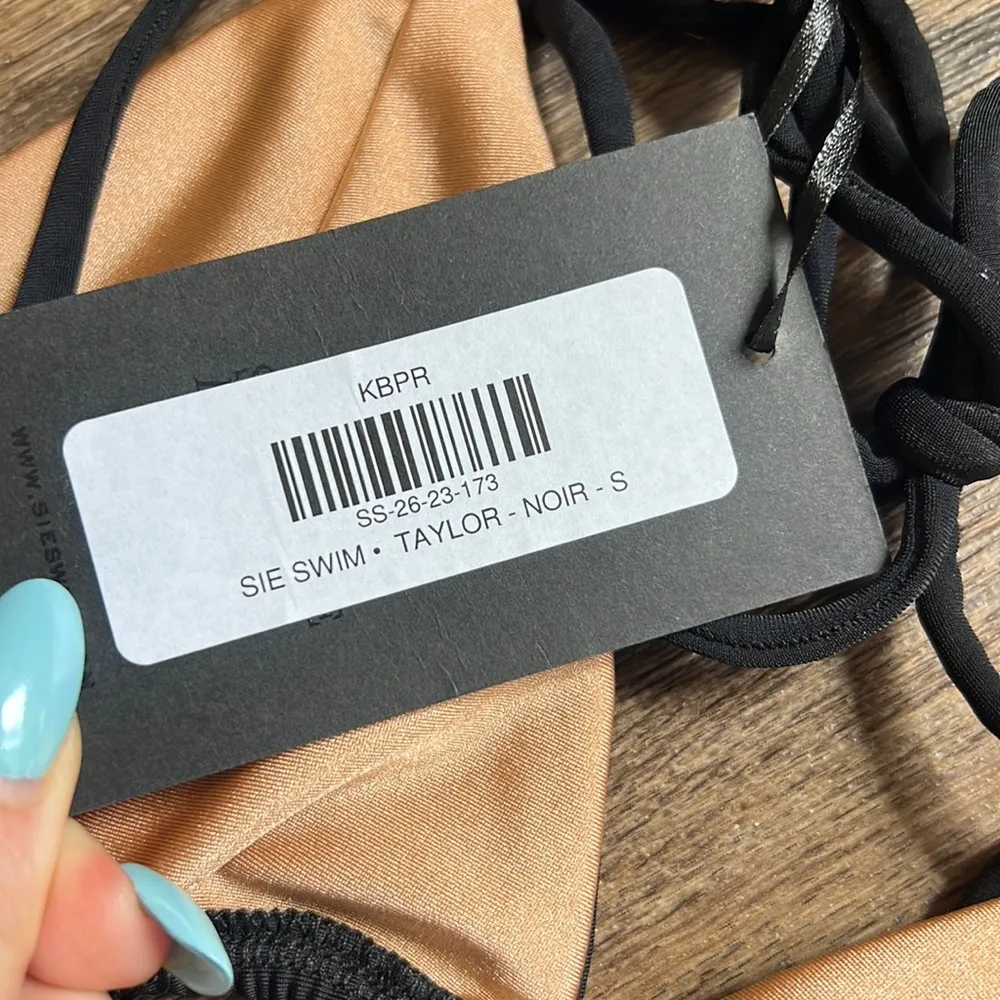 KBPR
SS-26-23-173
SIE SWIM • TAYLOR - NOIR - S